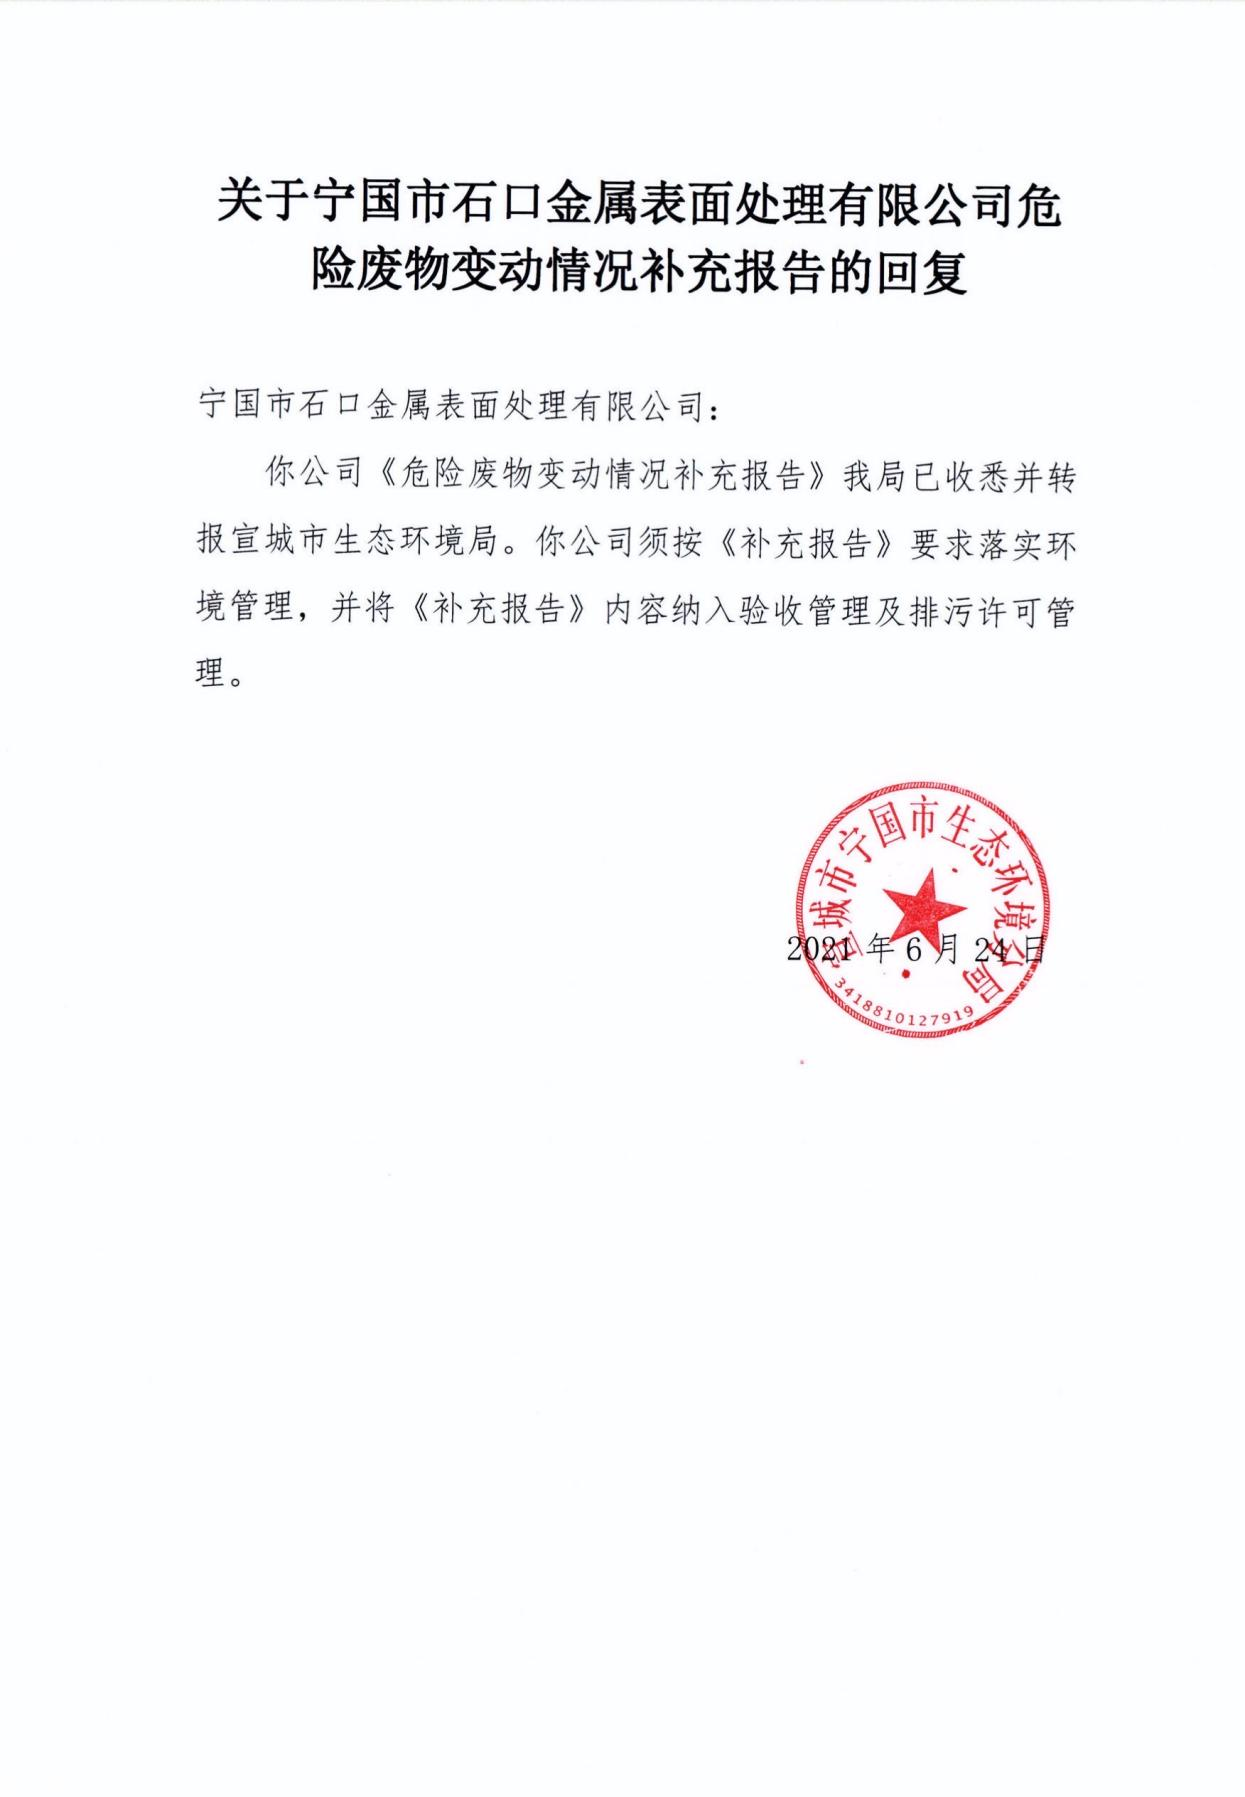 关于宁国市石口金属表面处理有限公司危
险废物变动情况补充报告的回复
宁国市石口金属表面处理有限公司：
你公司《危险废物变动情况补充报告》我局已收悉并转
报宣城市生态环境局。你公司须按《补充报告》要求落实环
境管理，并将《补充报告》内容纳入验收管理及排污许可管
理。
宣城市宁国市生态环境分局
2021年6月24日
3418810127919